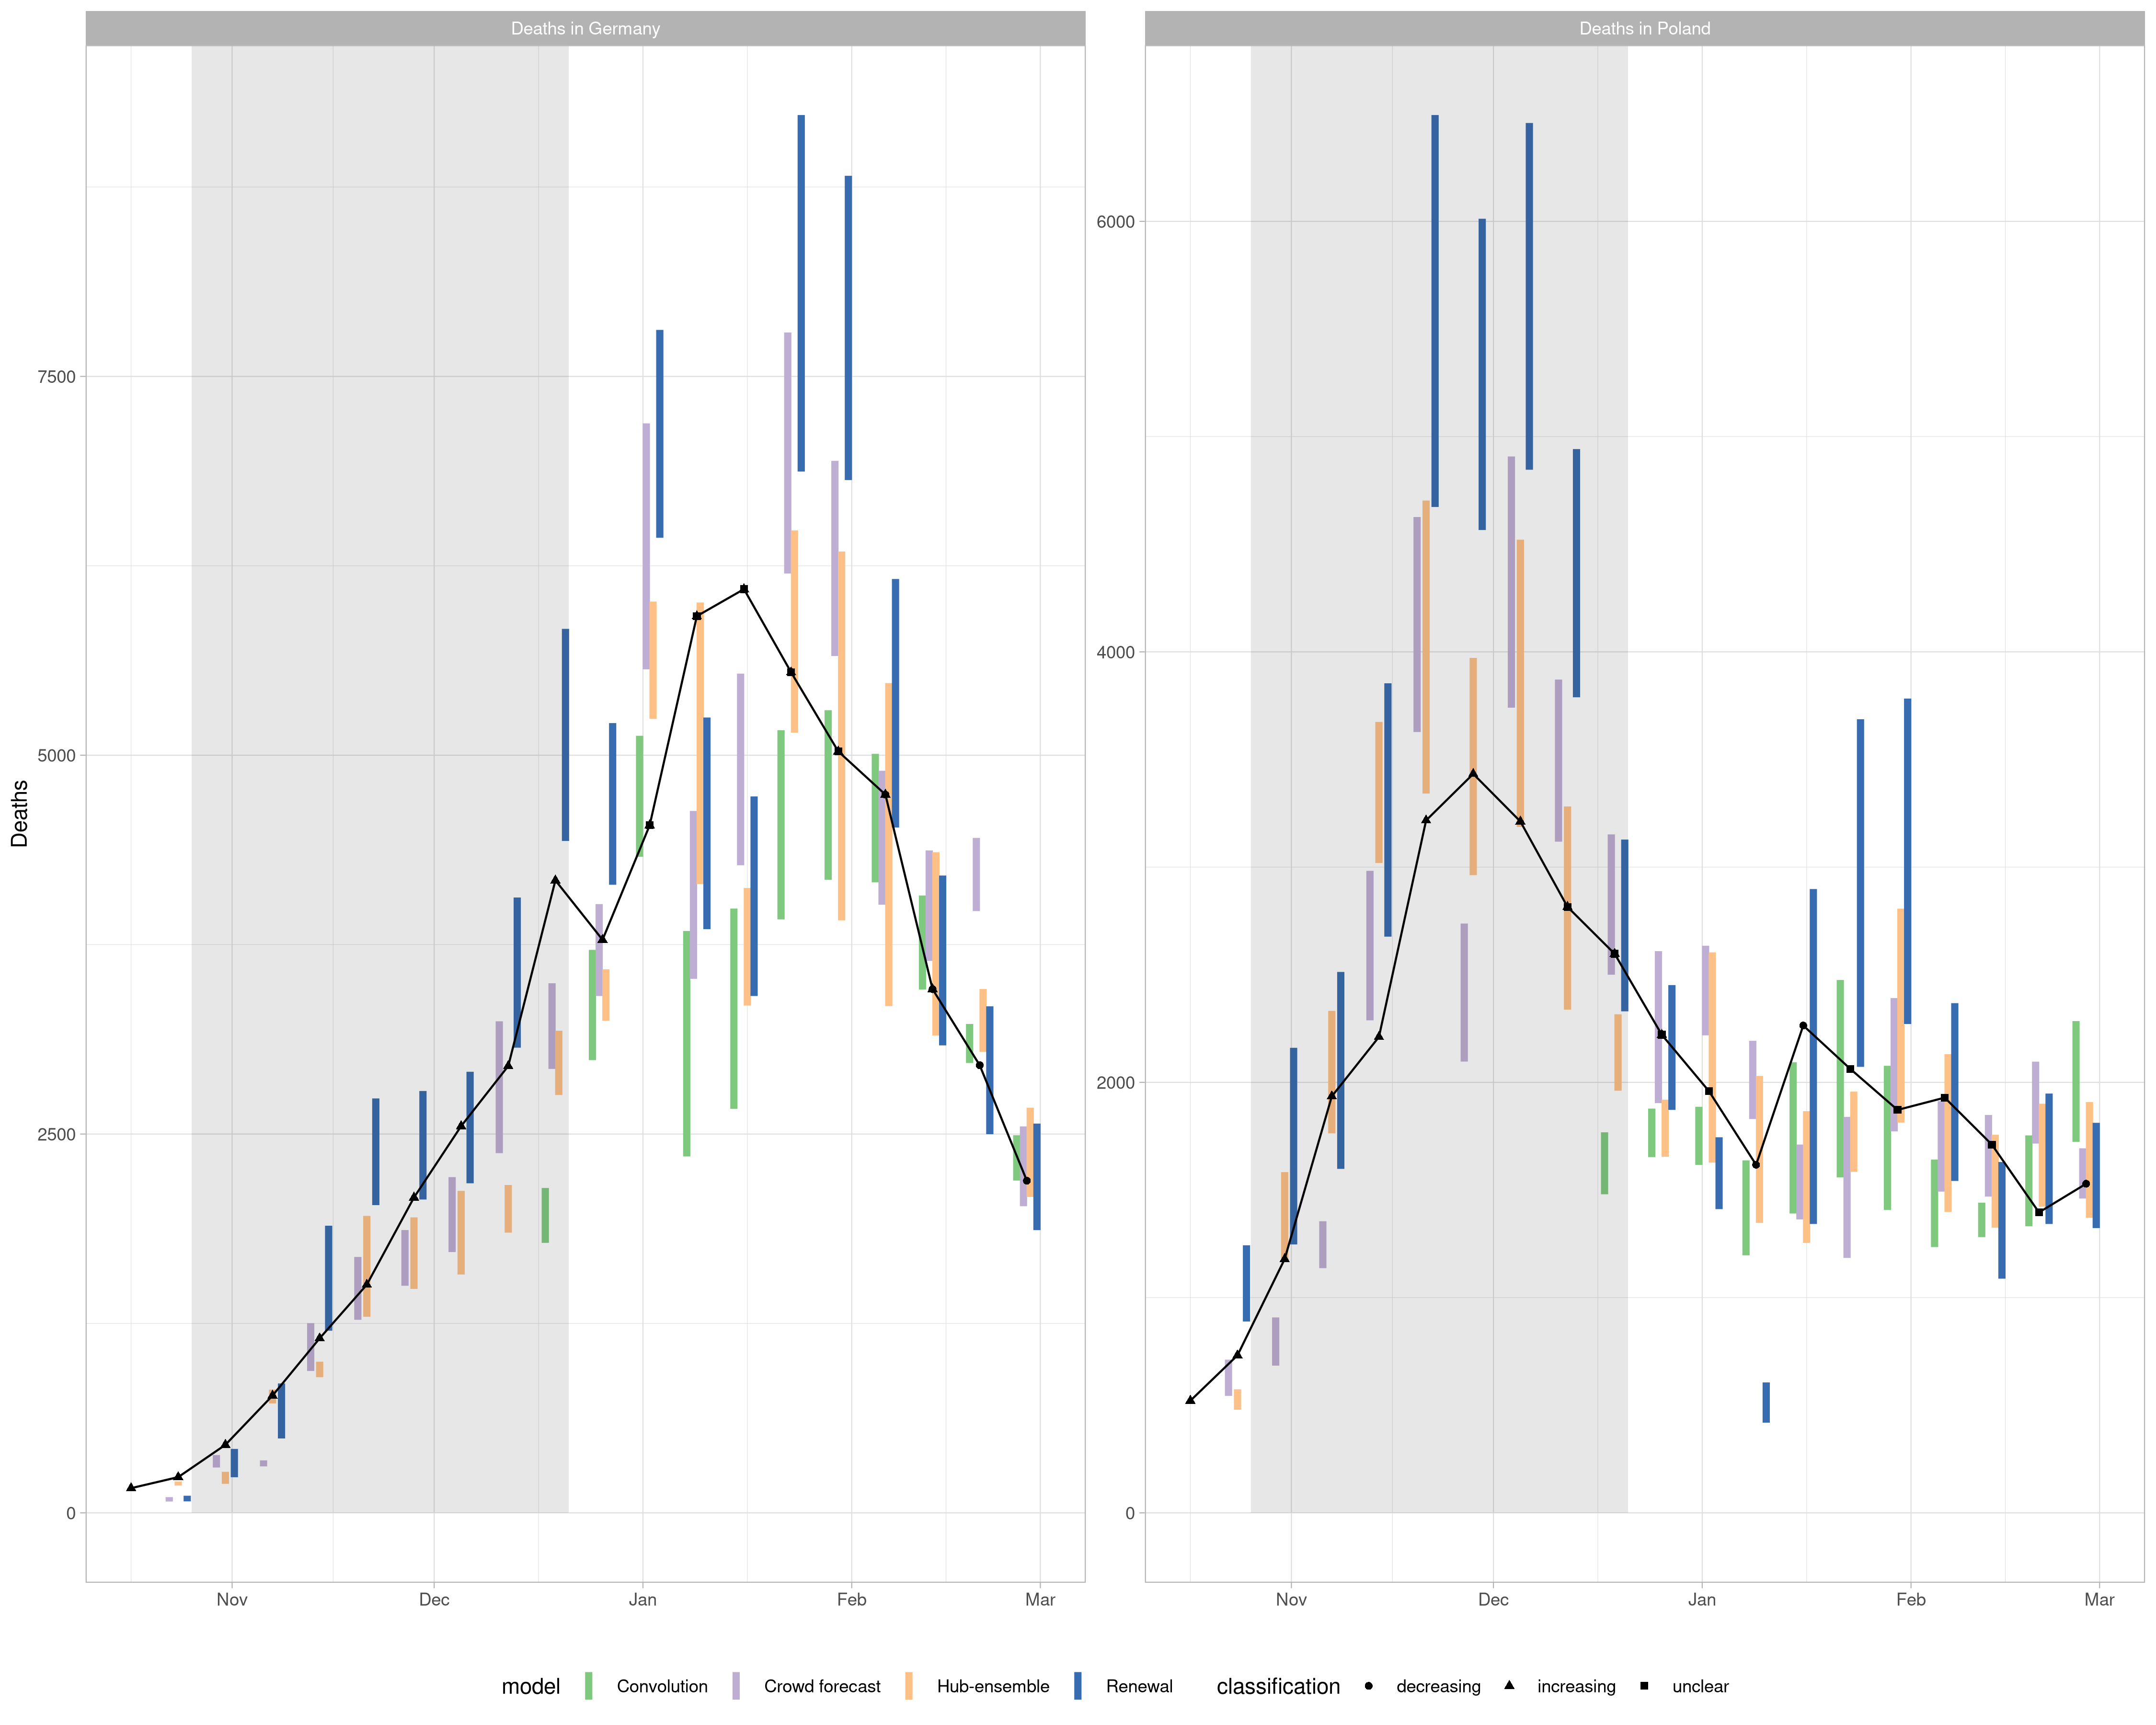 Deaths in Germany
Deaths in Poland
Deaths
7500
5000
2500
0
6000
4000
2000
0
Nov Dec Jan Feb Mar
Nov Dec Jan Feb Mar
model Convolution Crowd forecast Hub-ensemble Renewal classification decreasing increasing unclear